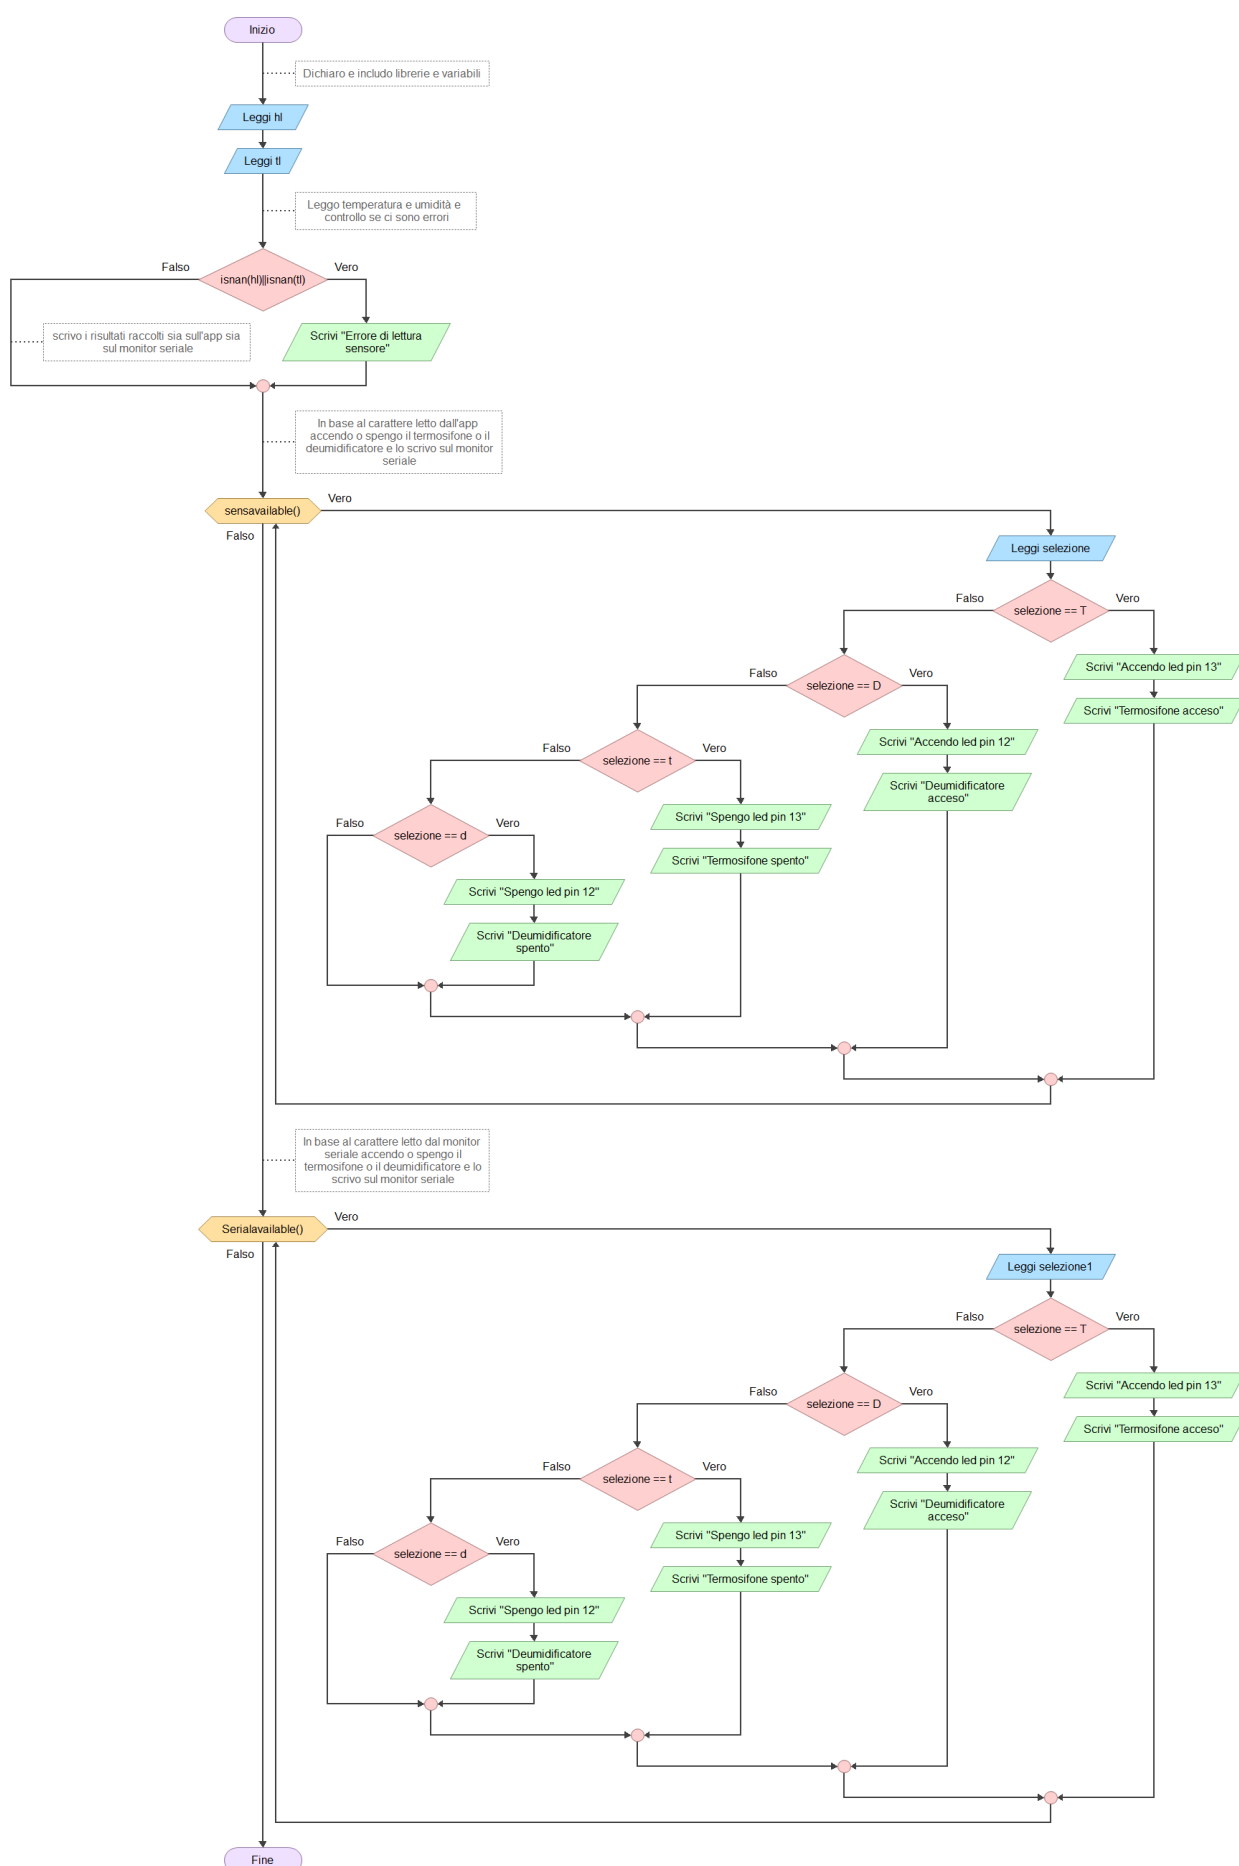 Inizio
Dichiaro e includo librerie e variabili
Leggi hl
Leggi tl
Leggo temperatura e umidità e
controllo se ci sono errori
Falso
Vero
isnan(hl)||isnan(tl)
scrivo i risultati raccolti sia sull'app sia
sul monitor seriale
Scrivi "Errore di lettura
sensore"
In base al carattere letto dall'app
accendo o spengo il termosifone o il
deumidificatore e lo scrivo sul monitor
seriale
sensavailable()
Vero
Falso
Leggi selezione
Falso
Vero
selezione == T
Scrivi "Accendo led pin 13"
Scrivi "Termosifone acceso"
Falso
Vero
selezione == D
Scrivi "Accendo led pin 12"
Scrivi "Deumidificatore
acceso"
Falso
Vero
selezione == t
Scrivi "Spengo led pin 13"
Scrivi "Termosifone spento"
Falso
Vero
selezione == d
Scrivi "Spengo led pin 12"
Scrivi "Deumidificatore
spento"
In base al carattere letto dal monitor
seriale accendo o spengo il
termosifone o il deumidificatore e lo
scrivo sul monitor seriale
Serialavailable()
Vero
Falso
Leggi selezione1
Falso
Vero
selezione == T
Scrivi "Accendo led pin 13"
Scrivi "Termosifone acceso"
Falso
Vero
selezione == D
Scrivi "Accendo led pin 12"
Scrivi "Deumidificatore
acceso"
Falso
Vero
selezione == t
Scrivi "Spengo led pin 13"
Scrivi "Termosifone spento"
Falso
Vero
selezione == d
Scrivi "Spengo led pin 12"
Scrivi "Deumidificatore
spento"
Fine